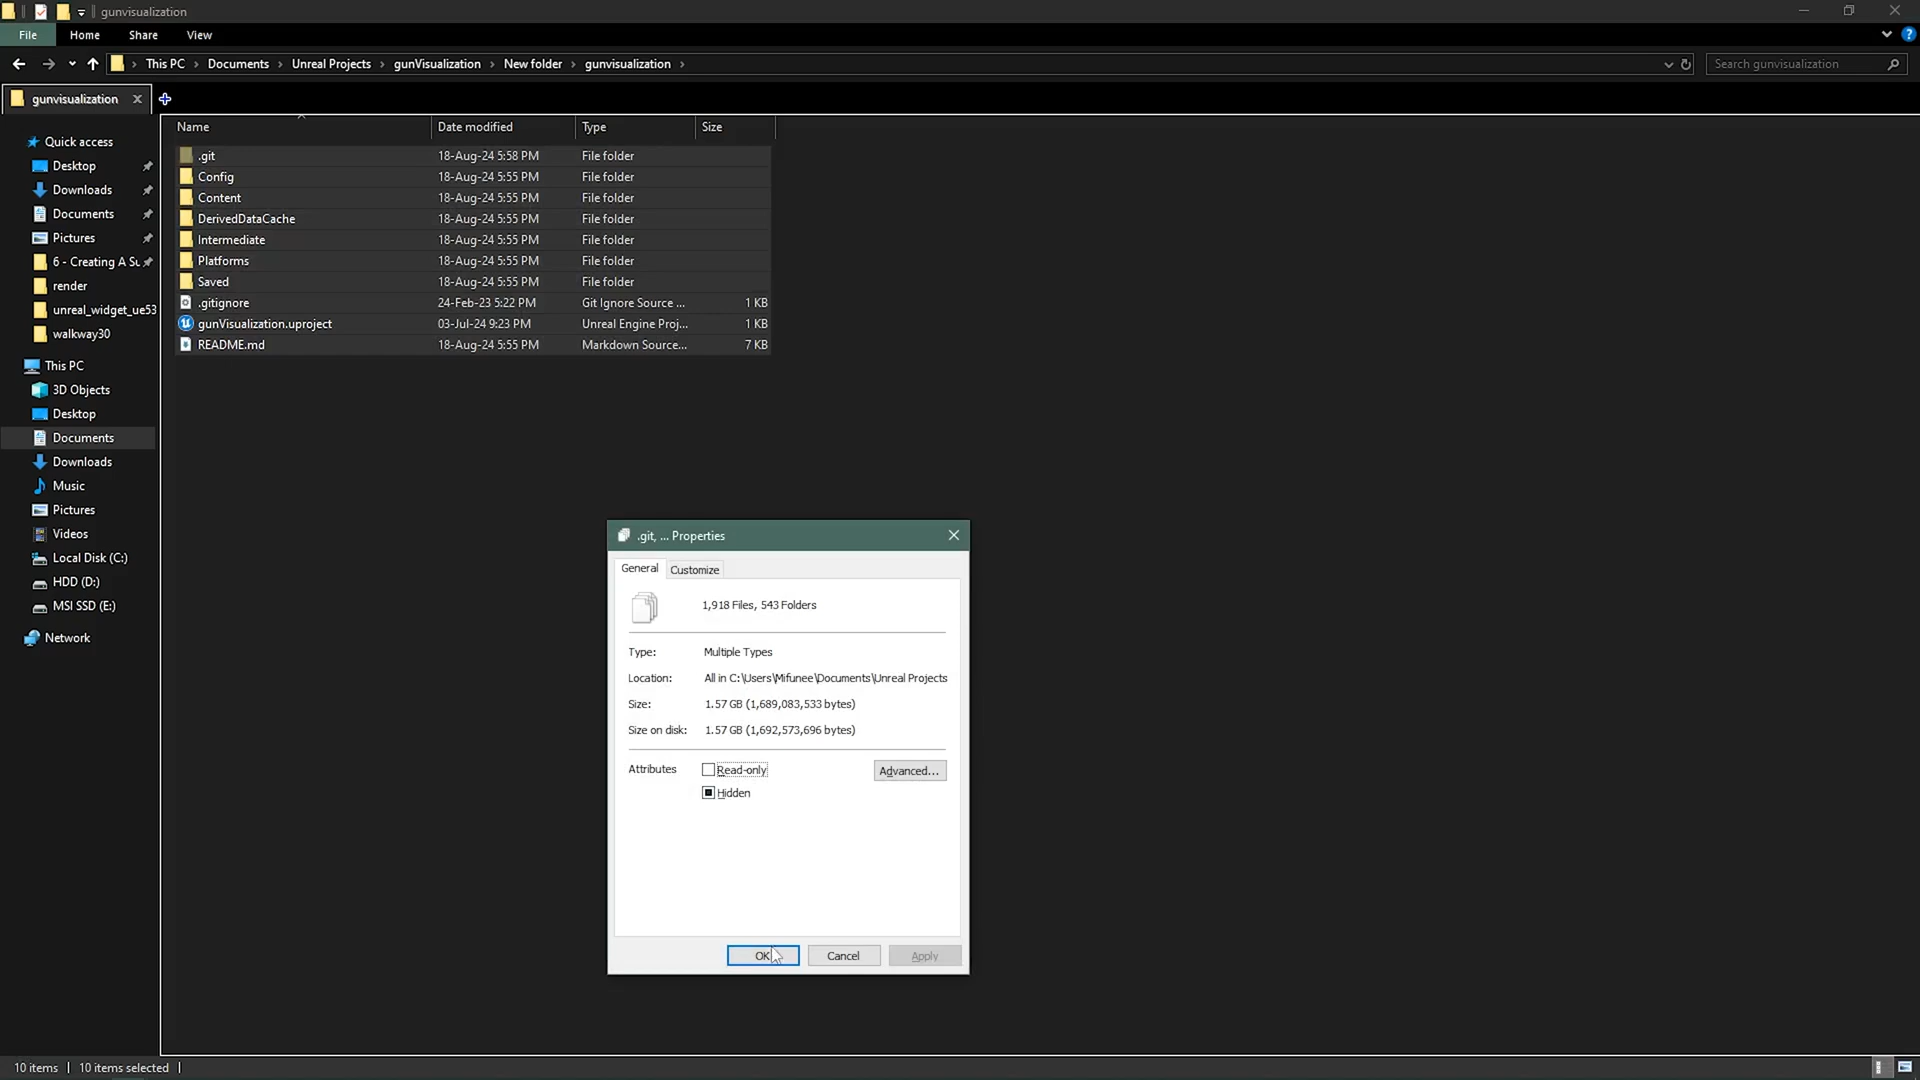 gunvisualization
File Home Share View
This PC Documents Unreal Projects gunVisualization New folder gunvisualization
Search gunvisualization
gunvisualization
Name Date modified Type Size
Quick access
Desktop
Downloads
Documents
Pictures
6 - Creating A Su
render
unreal_widget_ue53
walkway30
This PC
3D Objects
Desktop
Documents
Downloads
Music
Pictures
Videos
Local Disk (C:)
HDD (D:)
MSI SSD (E:)
Network
.git 18-Aug-24 5:58 PM File folder
Config 18-Aug-24 5:55 PM File folder
Content 18-Aug-24 5:55 PM File folder
DerivedDataCache 18-Aug-24 5:55 PM File folder
Intermediate 18-Aug-24 5:55 PM File folder
Platforms 18-Aug-24 5:55 PM File folder
Saved 18-Aug-24 5:55 PM File folder
.gitignore 24-Feb-23 5:22 PM Git Ignore Source ... 1 KB
gunVisualization.uproject 03-Jul-24 9:23 PM Unreal Engine Proj... 1 KB
README.md 18-Aug-24 5:55 PM Markdown Source... 7 KB
.git, ... Properties
General Customize
1,918 Files, 543 Folders
Type: Multiple Types
Location: All in C:\Users\Mifunee\Documents\Unreal Projects
Size: 1.57 GB (1,689,083,533 bytes)
Size on disk: 1.57 GB (1,692,573,696 bytes)
Attributes Read-only Advanced...
Hidden
OK Cancel Apply
10 items 10 items selected